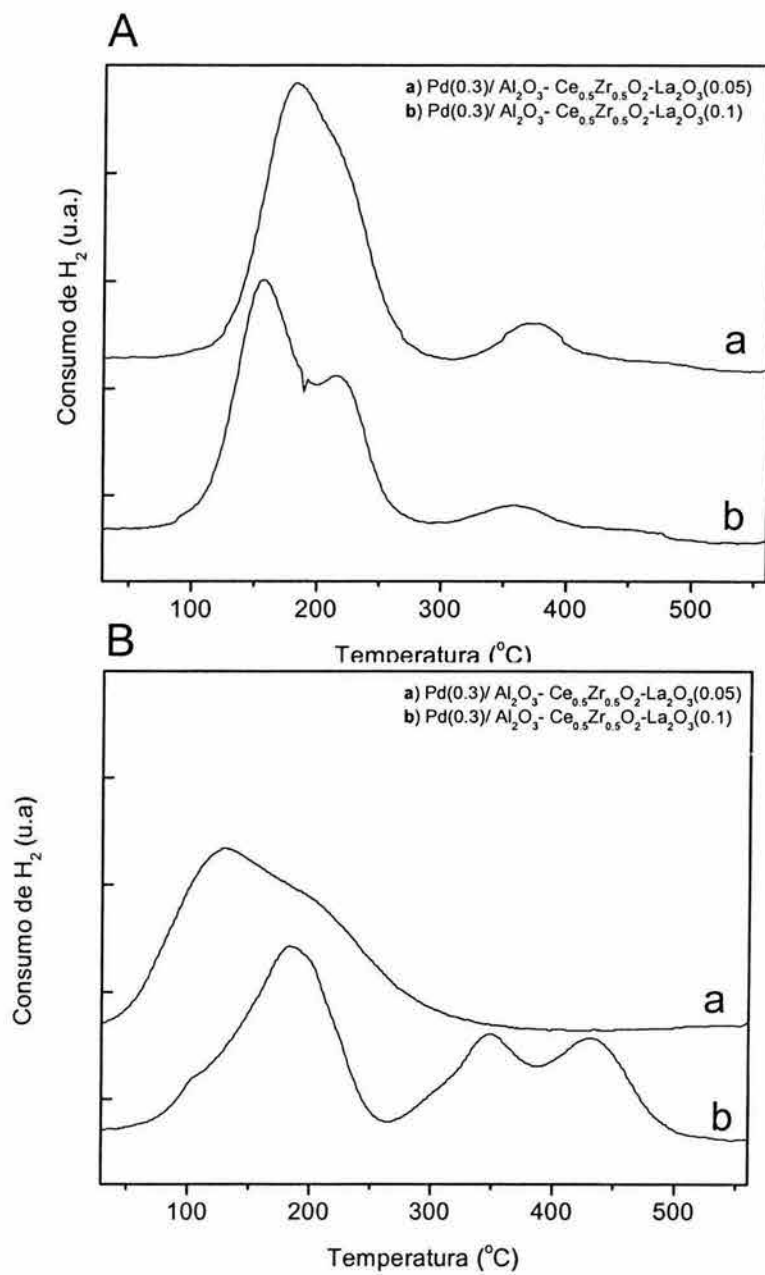 A
a) Pd(0.3)/ Al₂O₃- Ce₀.₅Zr₀.₅O₂-La₂O₃(0.05)
b) Pd(0.3)/ Al₂O₃- Ce₀.₅Zr₀.₅O₂-La₂O₃(0.1)
Consumo de H₂ (u.a.)
a
b
100 200 300 400 500
Temperatura (°C)
B
a) Pd(0.3)/ Al₂O₃- Ce₀.₅Zr₀.₅O₂-La₂O₃(0.05)
b) Pd(0.3)/ Al₂O₃- Ce₀.₅Zr₀.₅O₂-La₂O₃(0.1)
Consumo de H₂ (u.a)
a
b
100 200 300 400 500
Temperatura (°C)